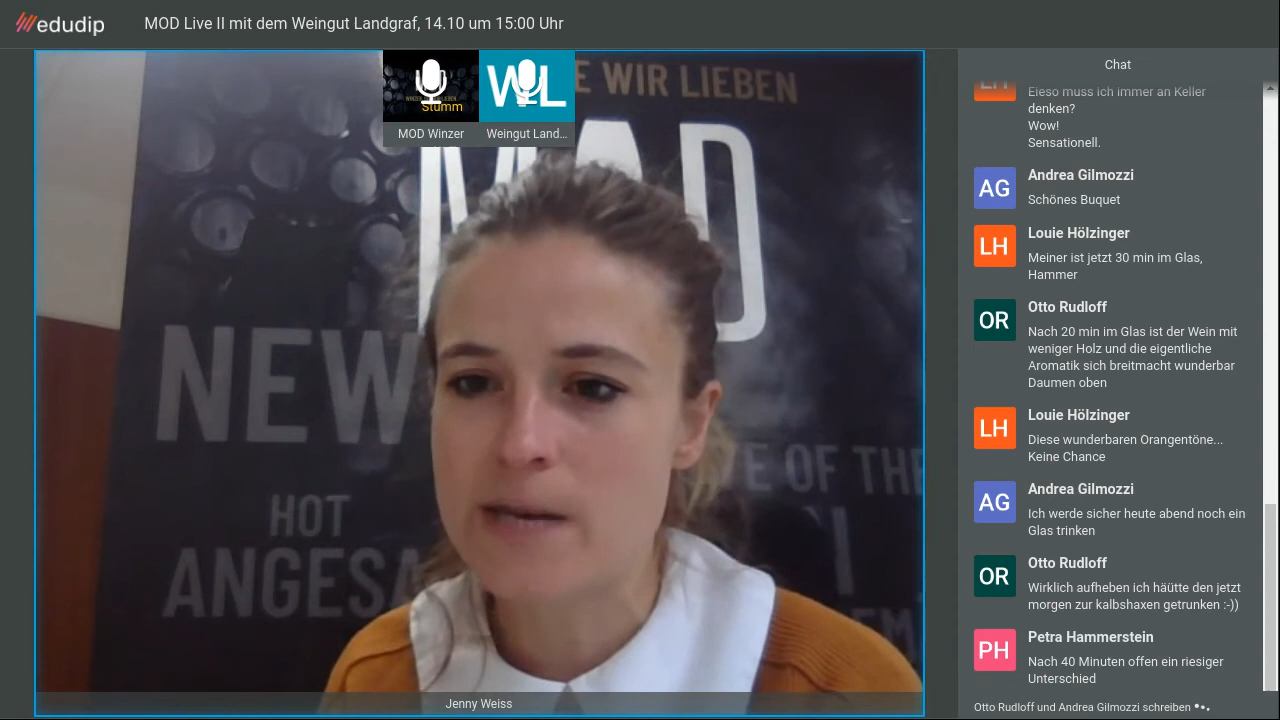 edudip
MOD Live II mit dem Weingut Landgraf, 14.10 um 15:00 Uhr
Stumm
MOD Winzer
WL
Weingut Land...
E WIR LIEBEN
NEW
HOT
ANGESA
OF THE
Jenny Weiss
Chat
LH
Eieso muss ich immer an Keller
denken?
Wow!
Sensationell.
AG
Andrea Gilmozzi
Schönes Buquet
LH
Louie Hölzinger
Meiner ist jetzt 30 min im Glas,
Hammer
OR
Otto Rudloff
Nach 20 min im Glas ist der Wein mit
weniger Holz und die eigentliche
Aromatik sich breitmacht wunderbar
Daumen oben
LH
Louie Hölzinger
Diese wunderbaren Orangentöne...
Keine Chance
AG
Andrea Gilmozzi
Ich werde sicher heute abend noch ein
Glas trinken
OR
Otto Rudloff
Wirklich aufheben ich häütte den jetzt
morgen zur kalbshaxen getrunken :-))
PH
Petra Hammerstein
Nach 40 Minuten offen ein riesiger
Unterschied
Otto Rudloff und Andrea Gilmozzi schreiben